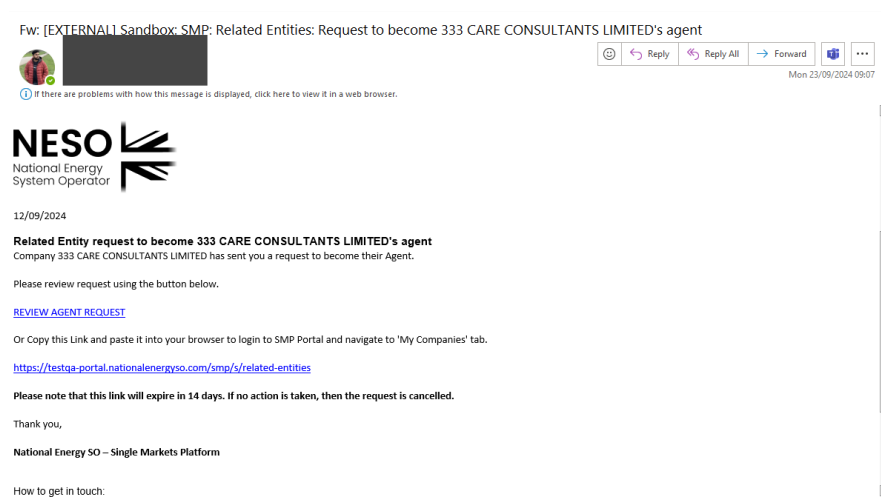 Fw: [EXTERNAL] Sandbox: SMP: Related Entities: Request to become 333 CARE CONSULTANTS LIMITED's agent
Reply
Reply All
Forward
Mon 23/09/2024 09:07
If there are problems with how this message is displayed, click here to view it in a web browser.
NESO
National Energy
System Operator
12/09/2024
Related Entity request to become 333 CARE CONSULTANTS LIMITED's agent
Company 333 CARE CONSULTANTS LIMITED has sent you a request to become their Agent.
Please review request using the button below.
REVIEW AGENT REQUEST
Or Copy this Link and paste it into your browser to login to SMP Portal and navigate to 'My Companies' tab.
https://testqa-portal.nationalenergyso.com/smp/s/related-entities
Please note that this link will expire in 14 days. If no action is taken, then the request is cancelled.
Thank you,
National Energy SO – Single Markets Platform
How to get in touch: